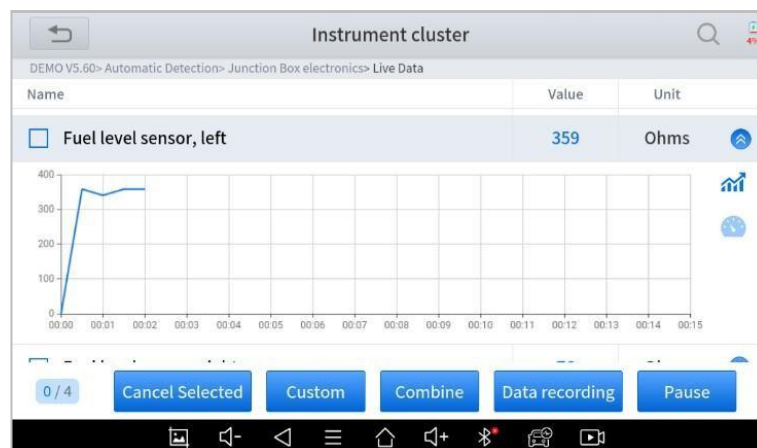 Instrument cluster
4%
DEMO V5.60> Automatic Detection> Junction Box electronics> Live Data
Name Value Unit
Fuel level sensor, left 359 Ohms
400
300
200
100
0
00:00 00:01 00:02 00:03 00:04 00:05 00:06 00:07 00:08 00:09 00:10 00:11 00:12 00:13 00:14 00:15
0 / 4 Cancel Selected Custom Combine Data recording Pause